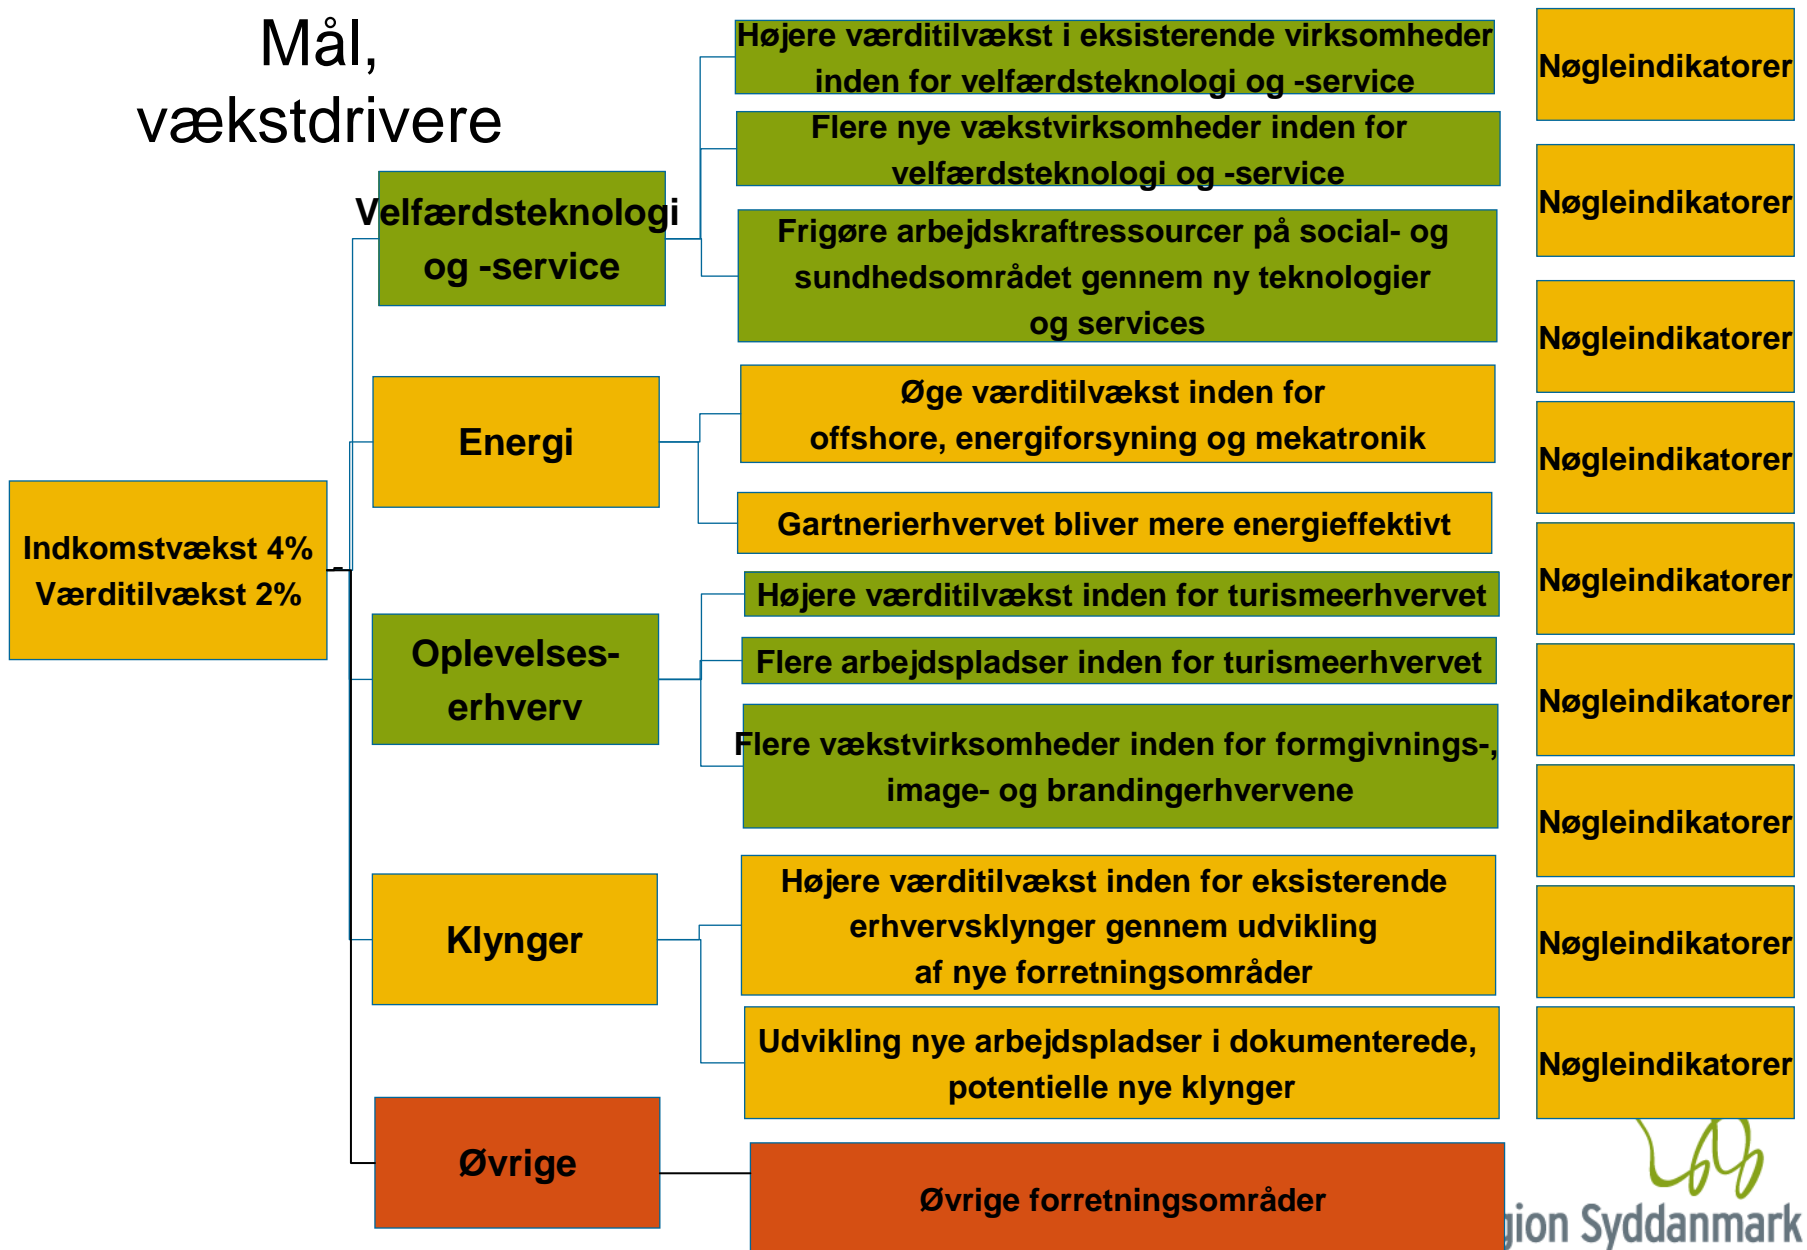 Mål,
vækstdrivere
Indkomstvækst 4%
Værditilvækst 2%
-
Velfærdsteknologi
og -service
Højere værditilvækst i eksisterende virksomheder
inden for velfærdsteknologi og -service
Flere nye vækstvirksomheder inden for
velfærdsteknologi og -service
Frigøre arbejdskraftressourcer på social- og
sundhedsområdet gennem ny teknologier
og services
Energi
Øge værditilvækst inden for
offshore, energiforsyning og mekatronik
Gartnerierhvervet bliver mere energieffektivt
Oplevelses-
erhverv
Højere værditilvækst inden for turismeerhvervet
Flere arbejdspladser inden for turismeerhvervet
Flere vækstvirksomheder inden for formgivnings-,
image- og brandingerhvervene
Klynger
Højere værditilvækst inden for eksisterende
erhvervsklynger gennem udvikling
af nye forretningsområder
Udvikling nye arbejdspladser i dokumenterede,
potentielle nye klynger
Øvrige
Øvrige forretningsområder
Nøgleindikatorer
Nøgleindikatorer
Nøgleindikatorer
Nøgleindikatorer
Nøgleindikatorer
Nøgleindikatorer
Nøgleindikatorer
Nøgleindikatorer
Nøgleindikatorer
gion Syddanmark